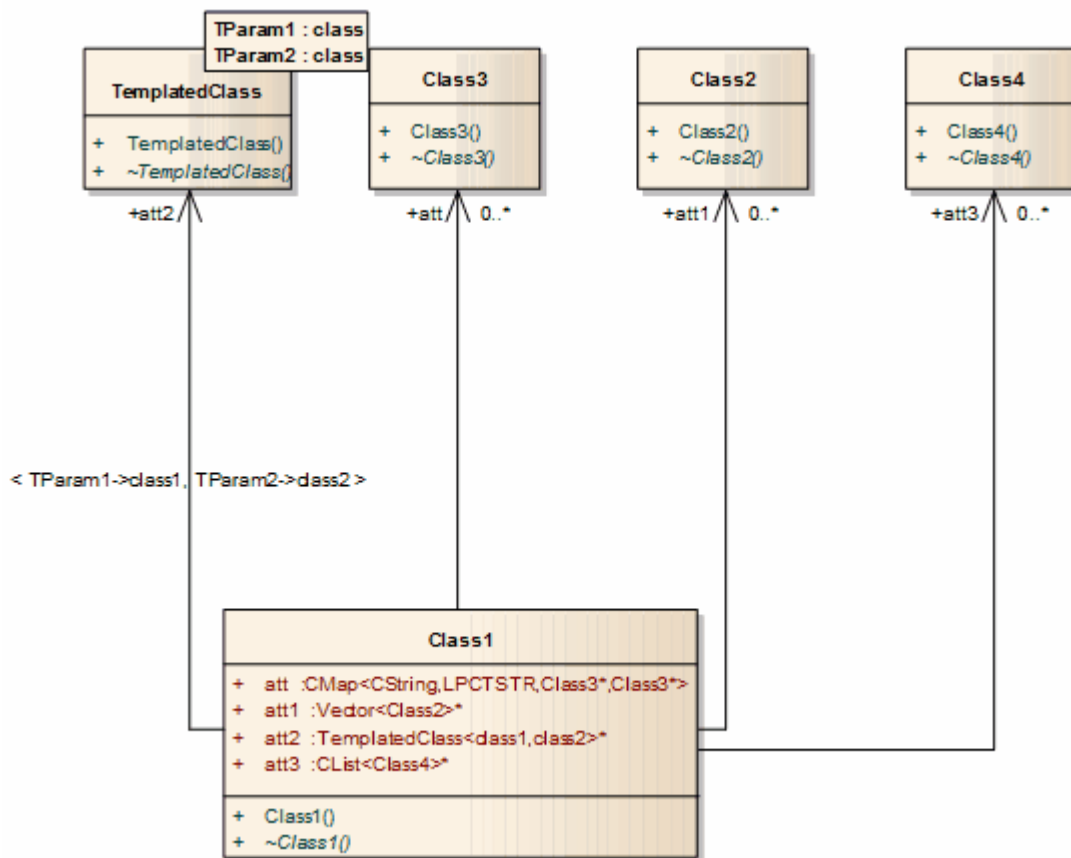 TParam1 : class
TParam2 : class
TemplatedClass
+ TemplatedClass()
+ ~TemplatedClass()
Class3
+ Class3()
+ ~Class3()
Class2
+ Class2()
+ ~Class2()
Class4
+ Class4()
+ ~Class4()
+att2
+att 0..*
+att1 0..*
+att3 0..*
< TParam1->class1, TParam2->class2 >
Class1
+ att :CMap<CString,LPCTSTR,Class3*,Class3*>
+ att1 :Vector<Class2>*
+ att2 :TemplatedClass<class1,class2>*
+ att3 :CList<Class4>*
+ Class1()
+ ~Class1()